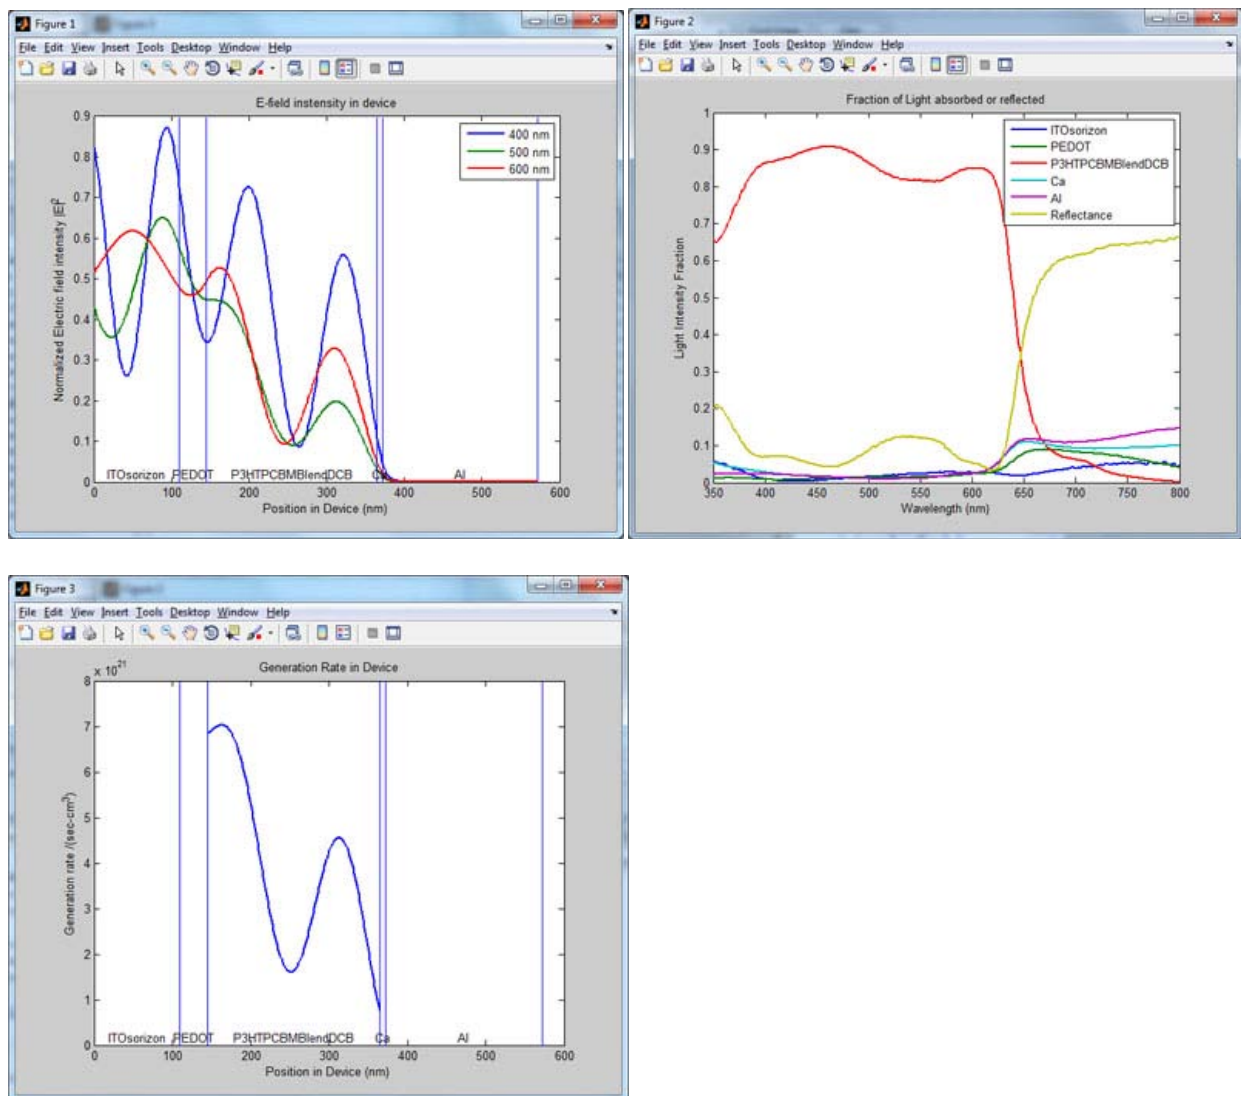 Figure 1
File Edit View Insert Tools Desktop Window Help
E-field instensity in device
Normalized Electric field intensity |E|²
0.9
0.8
0.7
0.6
0.5
0.4
0.3
0.2
0.1
0
400 nm
500 nm
600 nm
ITOsorizon PEDOT P3HTPCBMBlendDCB Ca Al
0 100 200 300 400 500 600
Position in Device (nm)
Figure 2
File Edit View Insert Tools Desktop Window Help
Fraction of Light absorbed or reflected
Light Intensity Fraction
1
0.9
0.8
0.7
0.6
0.5
0.4
0.3
0.2
0.1
0
ITOsorizon
PEDOT
P3HTPCBMBlendDCB
Ca
Al
Reflectance
350 400 450 500 550 600 650 700 750 800
Wavelength (nm)
Figure 3
File Edit View Insert Tools Desktop Window Help
x 10²¹
Generation Rate in Device
Generation rate /(sec-cm³)
8
7
6
5
4
3
2
1
0
ITOsorizon PEDOT P3HTPCBMBlendDCB Ca Al
0 100 200 300 400 500 600
Position in Device (nm)